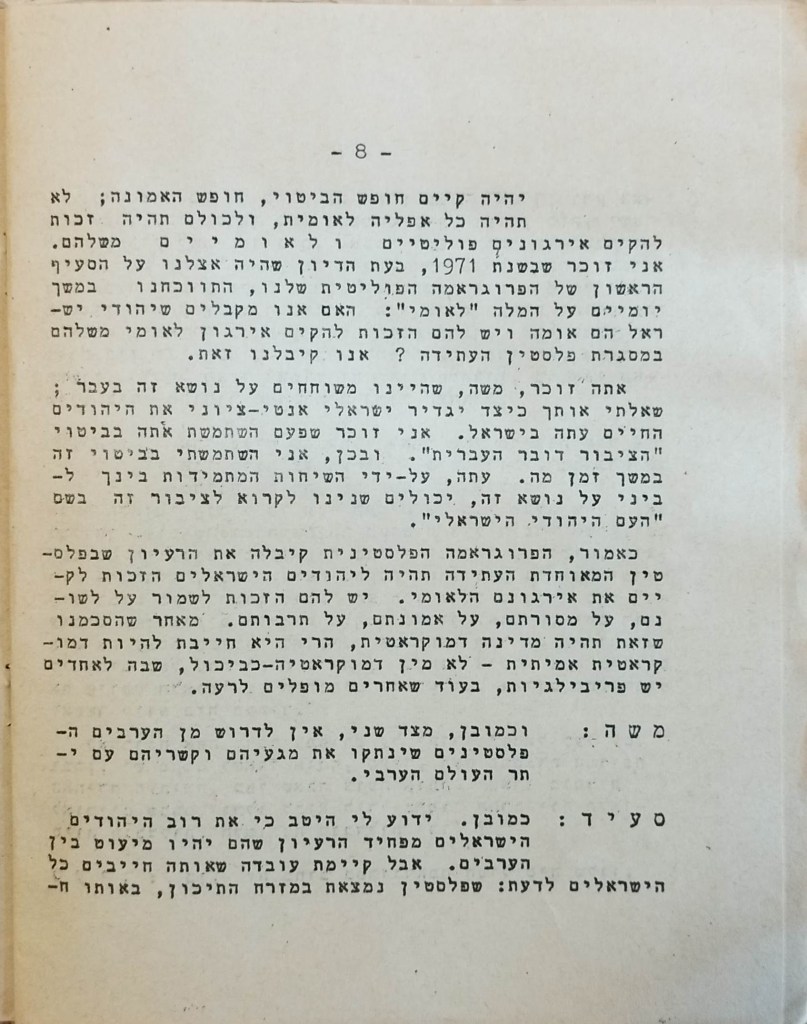 - 8 -
יהיה קיים חופש הביטוי, חופש האמונה; לא
תהיה כל אפליה לאומית, ולכולם תהיה זכות
להקים אירגונים פוליטיים ו ל א ו מ י י ם משלהם.
אני זוכר שבשנת 1971, בעת הדיון שהיה אצלנו על הסעיף
הראשון של הפרוגראמה הפוליטית שלנו, התווכחנו במשך
יומיים על המלה "לאומי": האם אנו מקבלים שיהודי יש-
ראל הם אומה ויש להם הזכות להקים אירגון לאומי משלהם
במסגרת פלסטין העתידה ? אנו קיבלנו זאת.
אתה זוכר, משה, שהיינו משוחחים על נושא זה בעבר ;
שאלתי אותך כיצד יגדיר ישראלי אנטי-ציוני את היהודים
החיים עתה בישראל. אני זוכר שפעם השתמשת אתה בביטוי
"הציבור דובר העברית". ובכן, אני השתמשתי בביטוי זה
במשך זמן מה. עתה, על-ידי השיחות המתמידות בינך ל-
ביני על נושא זה, יכולים שנינו לקרוא לציבור זה בשם
"העם היהודי הישראלי".
כאמור, הפרוגראמה הפלסטינית קיבלה את הרעיון שבפלס-
טין המאוחדת העתידה תהיה ליהודים הישראלים הזכות לק-
יים את אירגונם הלאומי. יש להם הזכות לשמור על לשו-
נם, על מסורתם, על אמונתם, על תרבותם. מאחר שהסכמנו
שזאת תהיה מדינה דמוקראטית, הרי היא חייבת להיות דמו-
קראטית אמיתית - לא מין דמוקראטיה-כביכול, שבה לאחדים
יש פריבילגיות, בעוד שאחרים מופלים לרעה.
מ ש ה : וכמובן, מצד שני, אין לדרוש מן הערבים ה-
פלסטינים שינתקו את מגעיהם וקשריהם עם י-
תר העולם הערבי.
ס ע י ד : כמובן. ידוע לי היטב כי את רוב היהודים
הישראלים מפחיד הרעיון שהם יהיו מיעוט בין
הערבים. אבל קיימת עובדה שאותה חייבים כל
הישראלים לדעת: שפלסטין נמצאת במזרח התיכון, באותו ח-